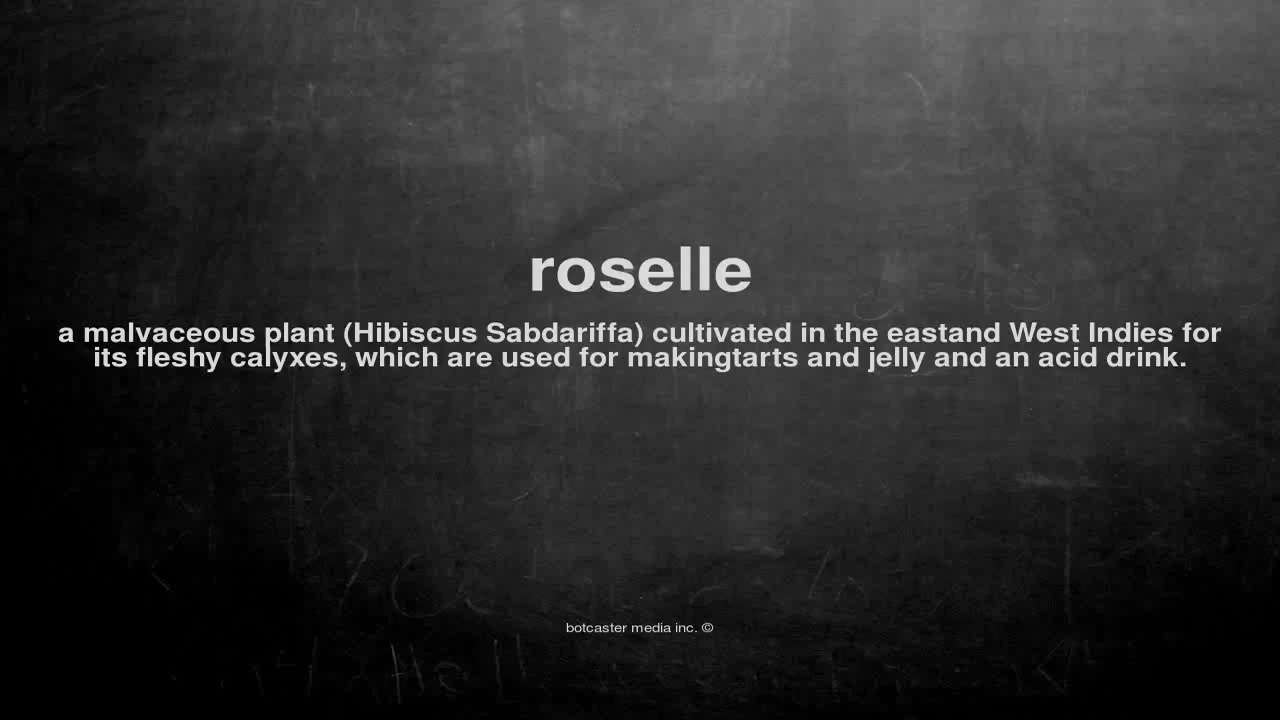 roselle
a malvaceous plant (Hibiscus Sabdariffa) cultivated in the eastand West Indies for
its fleshy calyxes, which are used for makingtarts and jelly and an acid drink.
botcaster media inc. ©